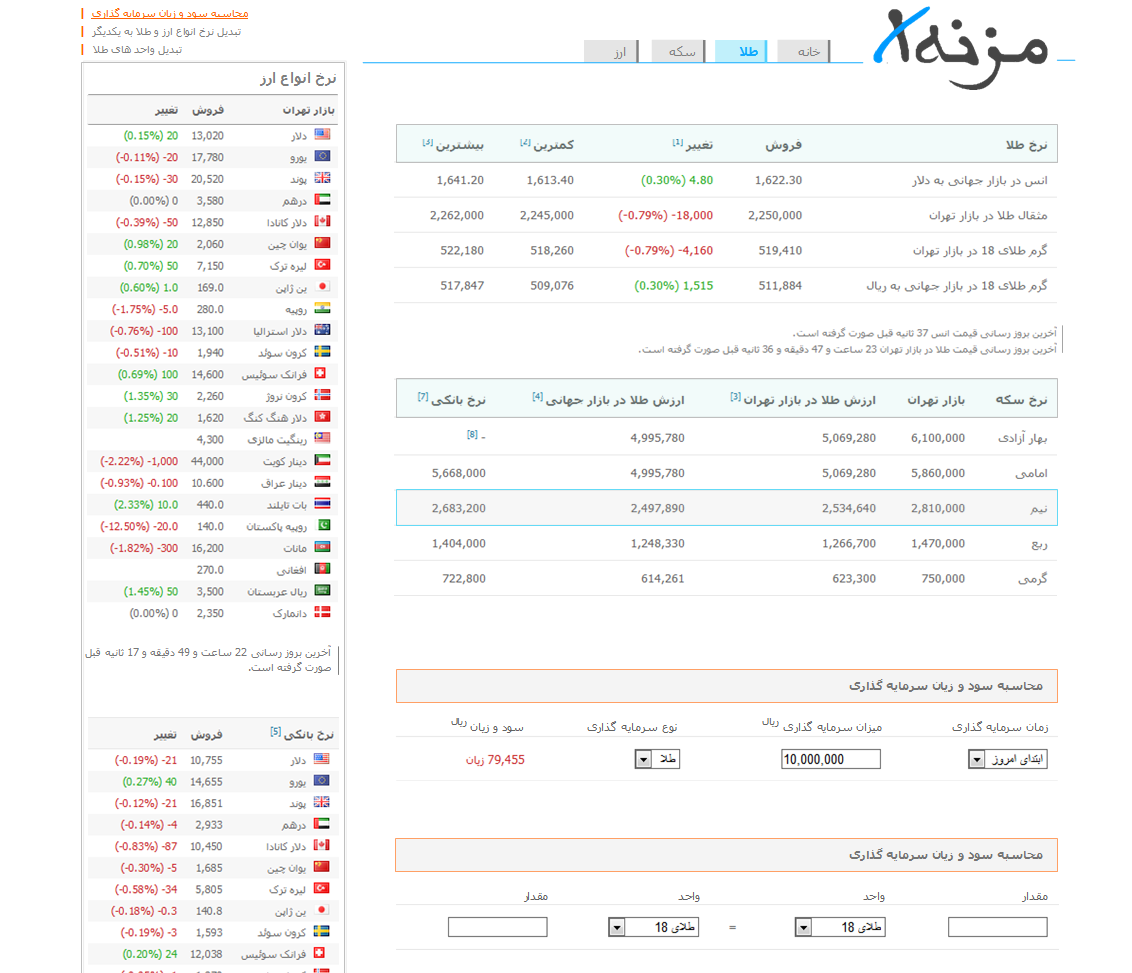 مزنه
خانه
طلا
سکه
ارز
محاسبه سود و زیان سرمایه گذاری
تبدیل نرخ انواع ارز و طلا به یکدیگر
تبدیل واحد های طلا
نرخ طلا فروش تغییر [1] کمترین [2] بیشترین [3]
انس در بازار جهانی به دلار 1,622.30 4.80 (0.30%) 1,613.40 1,641.20
مثقال طلا در بازار تهران 2,250,000 -18,000 (-0.79%) 2,245,000 2,262,000
گرم طلای 18 در بازار تهران 519,410 -4,160 (-0.79%) 518,260 522,180
گرم طلای 18 در بازار جهانی به ریال 511,884 1,515 (0.30%) 509,076 517,847
آخرین بروز رسانی قیمت انس 37 ثانیه قبل صورت گرفته است.
آخرین بروز رسانی قیمت طلا در بازار تهران 23 ساعت و 47 دقیقه و 36 ثانیه قبل صورت گرفته است.
نرخ سکه بازار تهران ارزش طلا در بازار تهران [3] ارزش طلا در بازار جهانی [4] نرخ بانکی [7]
بهار آزادی 6,100,000 5,069,280 4,995,780 - [8]
امامی 5,860,000 5,069,280 4,995,780 5,668,000
نیم 2,810,000 2,534,640 2,497,890 2,683,200
ربع 1,470,000 1,266,700 1,248,330 1,404,000
گرمی 750,000 623,300 614,261 722,800
محاسبه سود و زیان سرمایه گذاری
زمان سرمایه گذاری میزان سرمایه گذاری ریال نوع سرمایه گذاری سود و زیان ریال
ابتدای امروز 10,000,000 طلا 79,455 زیان
محاسبه سود و زیان سرمایه گذاری
مقدار واحد واحد مقدار
طلای 18 = طلای 18
نرخ انواع ارز
بازار تهران فروش تغییر
دلار 13,020 20 (0.15%)
یورو 17,780 -20 (-0.11%)
پوند 20,520 -30 (-0.15%)
درهم 3,580 0 (0.00%)
دلار کانادا 12,850 -50 (-0.39%)
یوان چین 2,060 20 (0.98%)
لیره ترک 7,150 50 (0.70%)
ین ژاپن 169.0 1.0 (0.60%)
روپیه 280.0 -5.0 (-1.75%)
دلار استرالیا 13,100 -100 (-0.76%)
کرون سوئد 1,940 -10 (-0.51%)
فرانک سوئیس 14,600 100 (0.69%)
کرون نروژ 2,260 30 (1.35%)
دلار هنگ کنگ 1,620 20 (1.25%)
رینگیت مالزی 4,300
دینار کویت 44,000 -1,000 (-2.22%)
دینار عراق 10.600 -0.100 (-0.93%)
بات تایلند 440.0 10.0 (2.33%)
روپیه پاکستان 140.0 -20.0 (-12.50%)
مانات 16,200 -300 (-1.82%)
افغانی 270.0
ریال عربستان 3,500 50 (1.45%)
دانمارک 2,350 0 (0.00%)
آخرین بروز رسانی 22 ساعت و 49 دقیقه و 17 ثانیه قبل
صورت گرفته است.
نرخ بانکی [5] فروش تغییر
دلار 10,755 -21 (-0.19%)
یورو 14,655 40 (0.27%)
پوند 16,851 -21 (-0.12%)
درهم 2,933 -4 (-0.14%)
دلار کانادا 10,450 -87 (-0.83%)
یوان چین 1,685 -5 (-0.30%)
لیره ترک 5,805 -34 (-0.58%)
ین ژاپن 140.8 -0.3 (-0.18%)
کرون سوئد 1,593 -3 (-0.19%)
فرانک سوئیس 12,038 24 (0.20%)